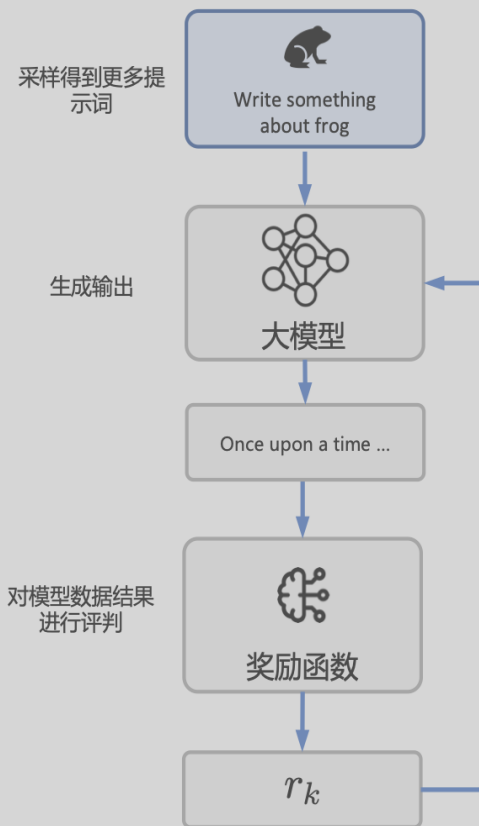 采样得到更多提
示词
Write something
about frog
生成输出
大模型
Once upon a time ...
对模型数据结果
进行评判
奖励函数
r_k